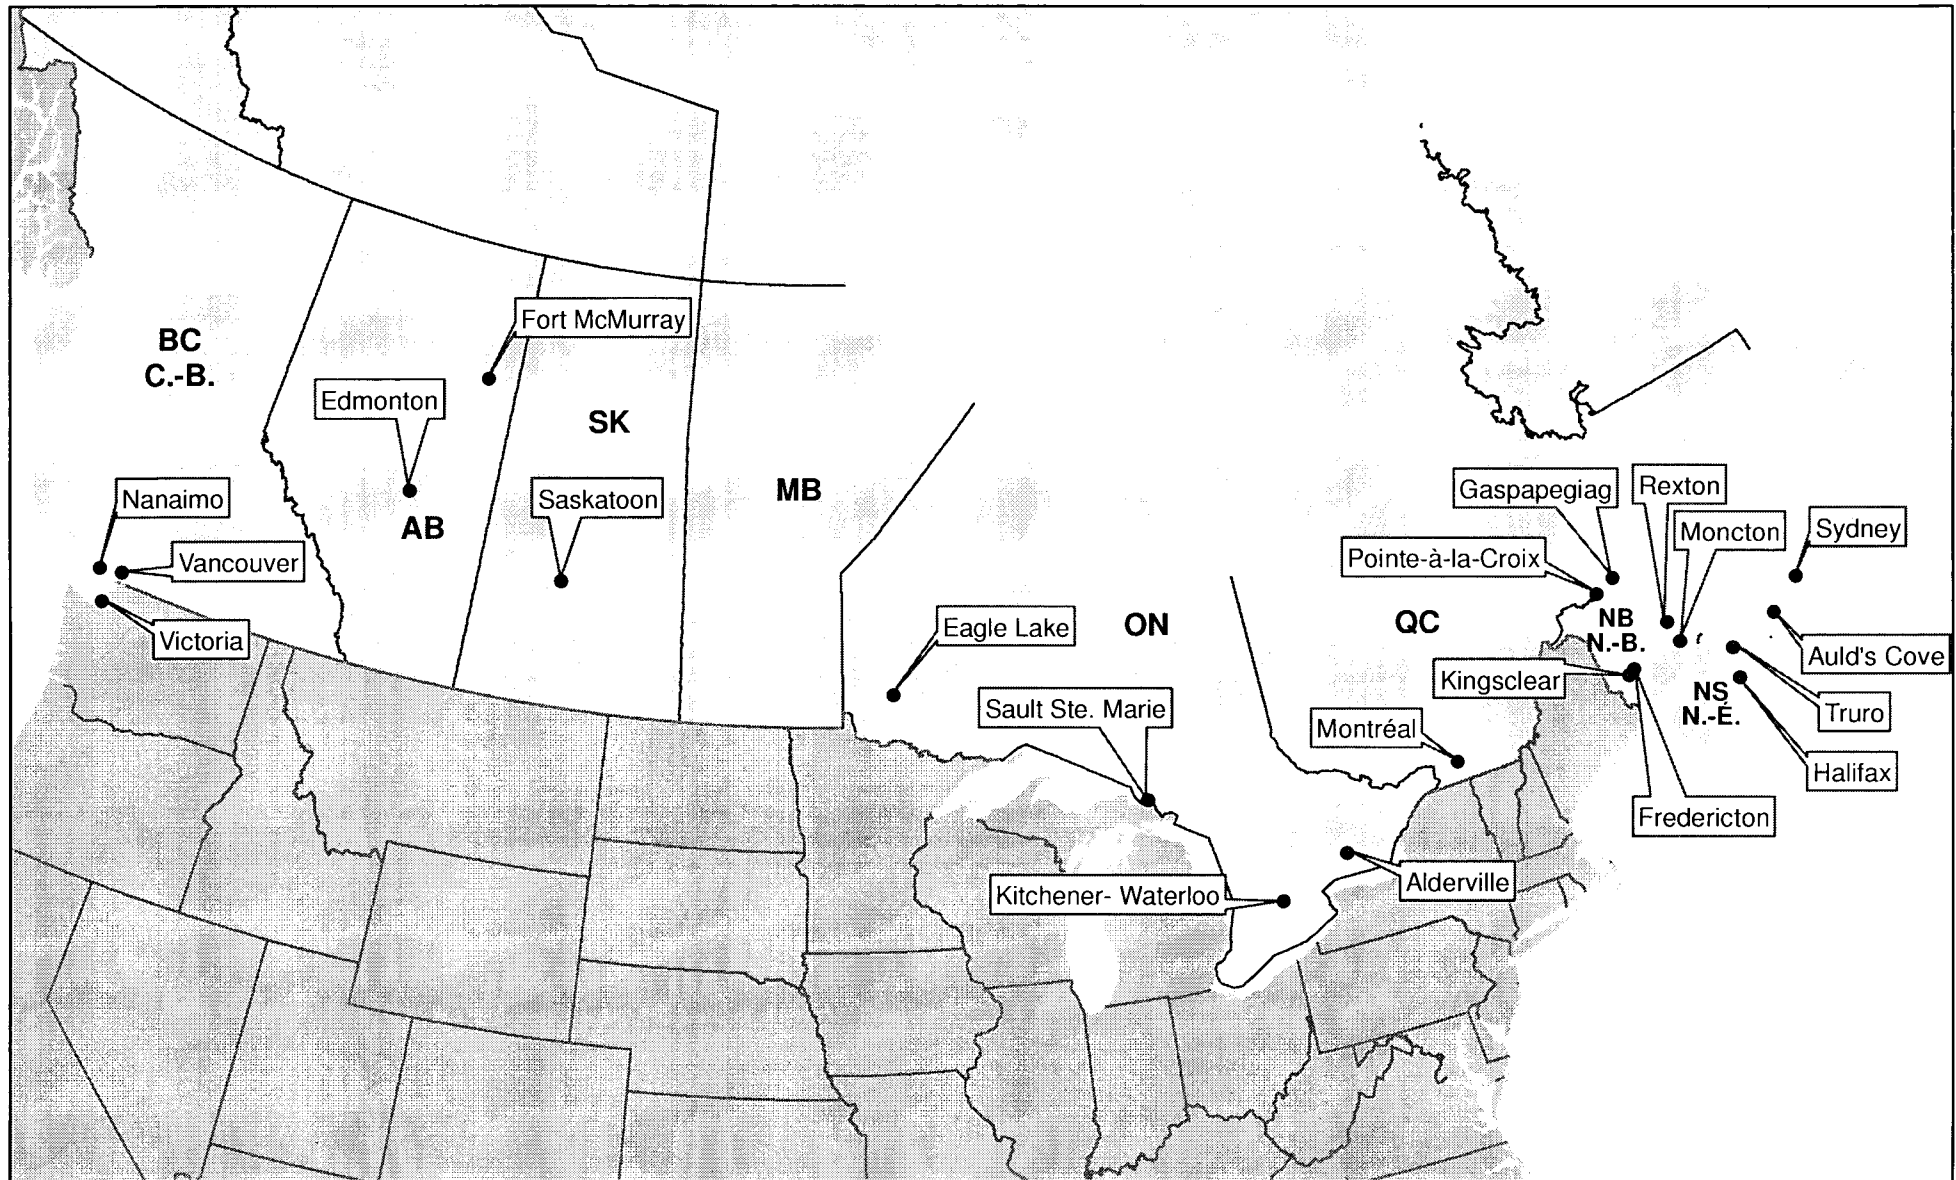 Fort McMurray
BC
C.-B.
Edmonton
SK
Nanaimo
Saskatoon
MB
AB
Vancouver
Victoria
Gaspapegiag
Rexton
Moncton
Sydney
Pointe-à-la-Croix
Eagle Lake
ON
QC
NB
N.-B.
Auld's Cove
Kingsclear
Sault Ste. Marie
NS
N.-É.
Truro
Montréal
Halifax
Fredericton
Kitchener- Waterloo
Alderville